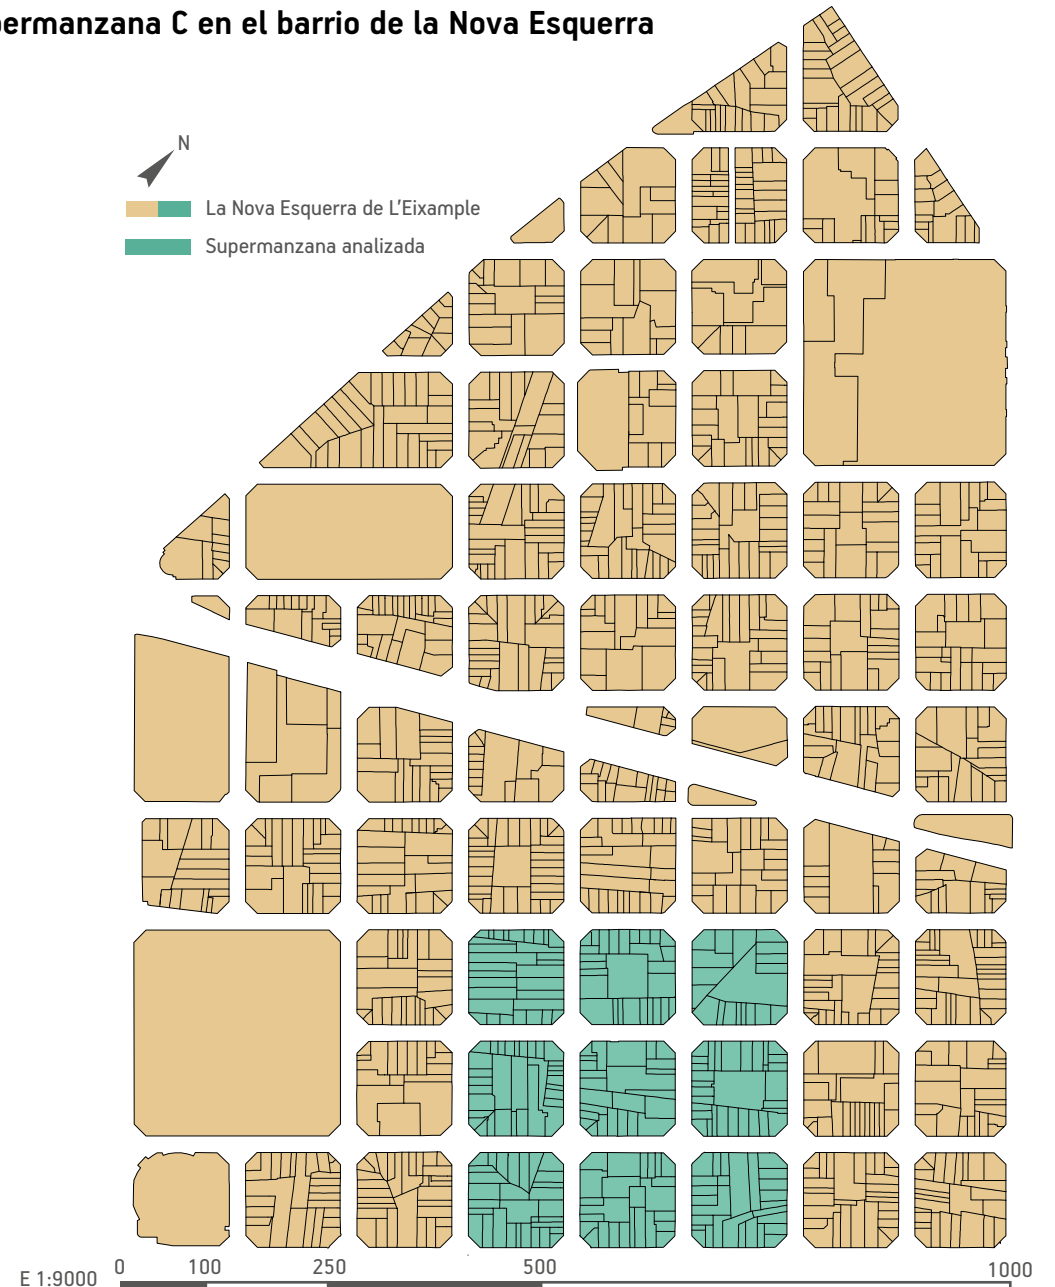 permanzana C en el barrio de la Nova Esquerra
N
La Nova Esquerra de L'Eixample
Supermanzana analizada
E 1:9000
0 100 250 500 1000